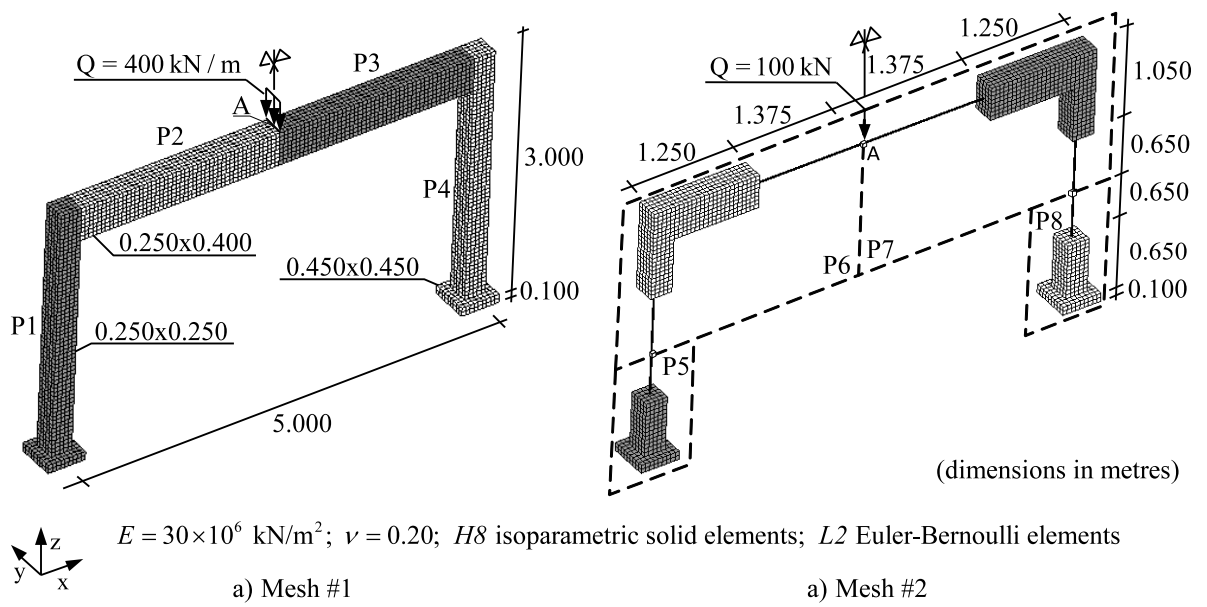 Q = 400 kN / m
A
P1
P2
P3
P4
0.250x0.400
0.450x0.450
0.250x0.250
3.000
0.100
5.000
Q = 100 kN
A
1.250
1.375
1.375
1.250
1.050
0.650
0.650
0.650
0.100
P5
P6
P7
P8
(dimensions in metres)
z
y
x
E = 30×10⁶ kN/m²; ν = 0.20; H8 isoparametric solid elements; L2 Euler-Bernoulli elements
a) Mesh #1
a) Mesh #2